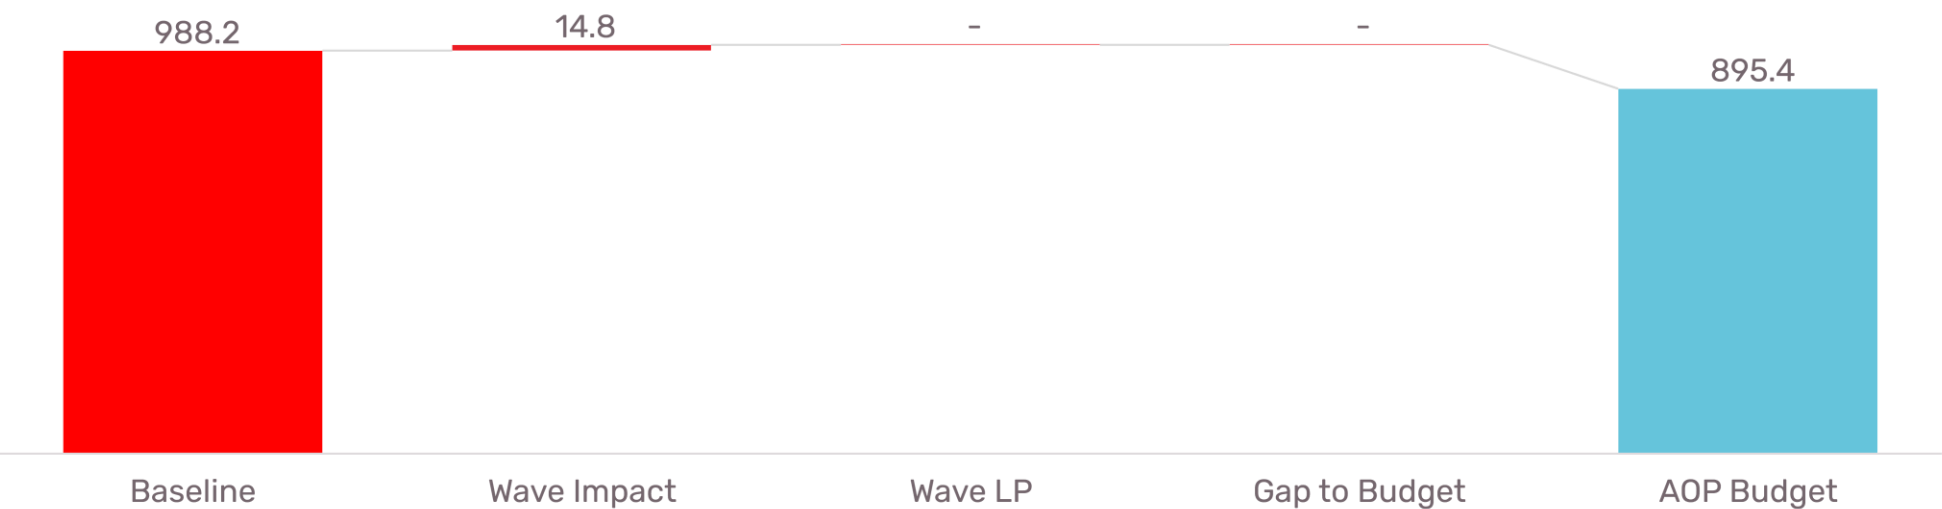 988.2
14.8
-
-
895.4
Baseline
Wave Impact
Wave LP
Gap to Budget
AOP Budget